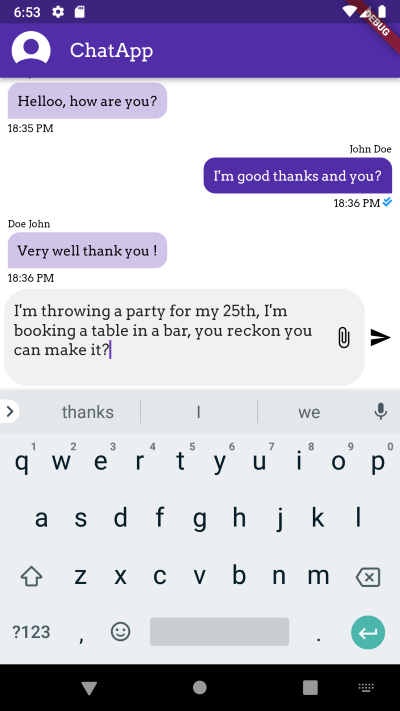 6:53
DEBUG
ChatApp
Helloo, how are you?
18:35 PM
John Doe
I'm good thanks and you?
18:36 PM
Doe John
Very well thank you !
18:36 PM
I'm throwing a party for my 25th, I'm
booking a table in a bar, you reckon you
can make it?
thanks I we
1 2 3 4 5 6 7 8 9 0
q w e r t y u i o p
a s d f g h j k l
z x c v b n m
?123 , .